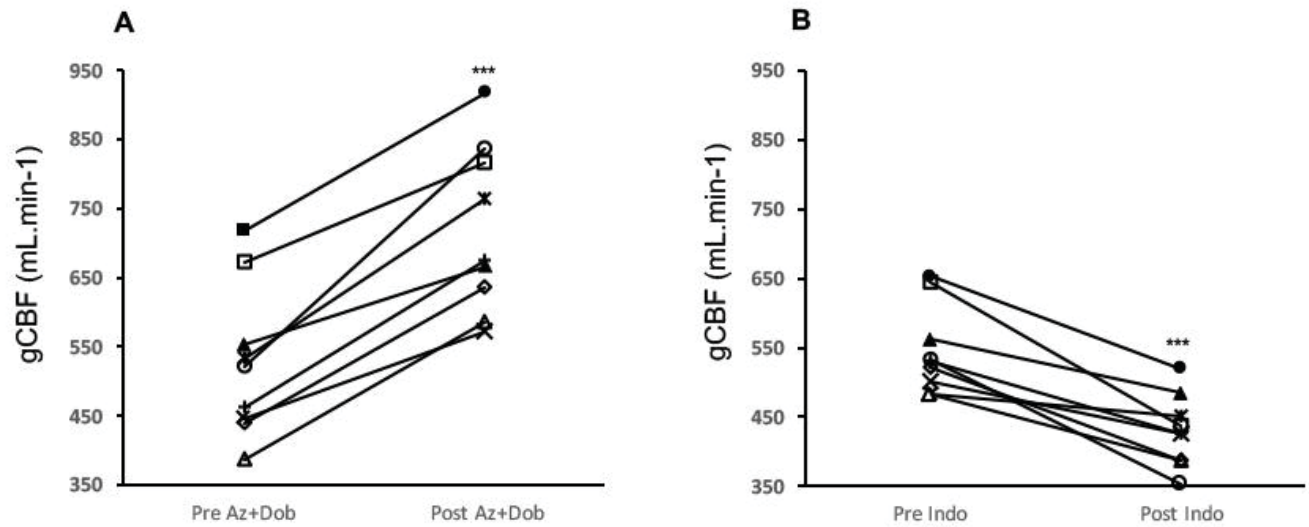 A
gCBF (mL.min-1)
950
850
750
650
550
450
350
***
Pre Az+Dob
Post Az+Dob
B
gCBF (mL.min-1)
950
850
750
650
550
450
350
***
Pre Indo
Post Indo